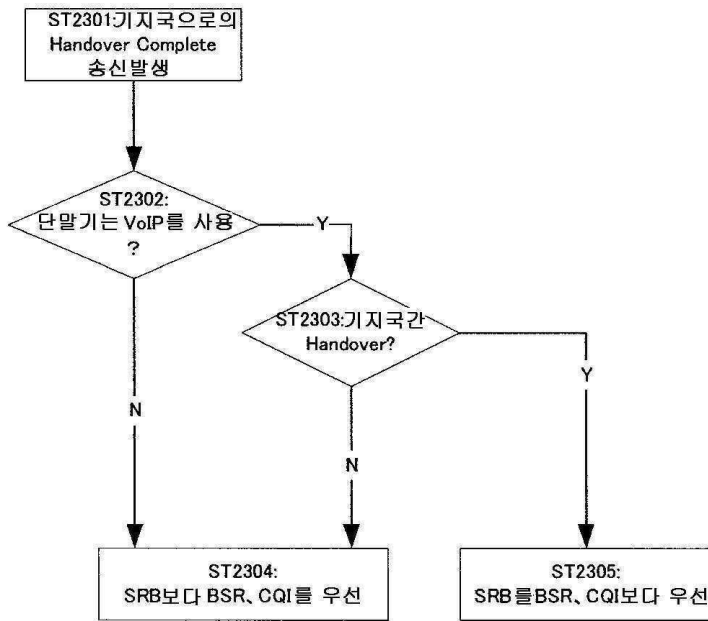 ST2301:기지국으로의
Handover Complete
송신발생
ST2302:
단말기는 VoIP를 사용
?
Y
ST2303:기지국간
Handover?
N
Y
N
ST2304:
SRB보다 BSR、CQI를 우선
ST2305:
SRB를BSR、CQI보다 우선